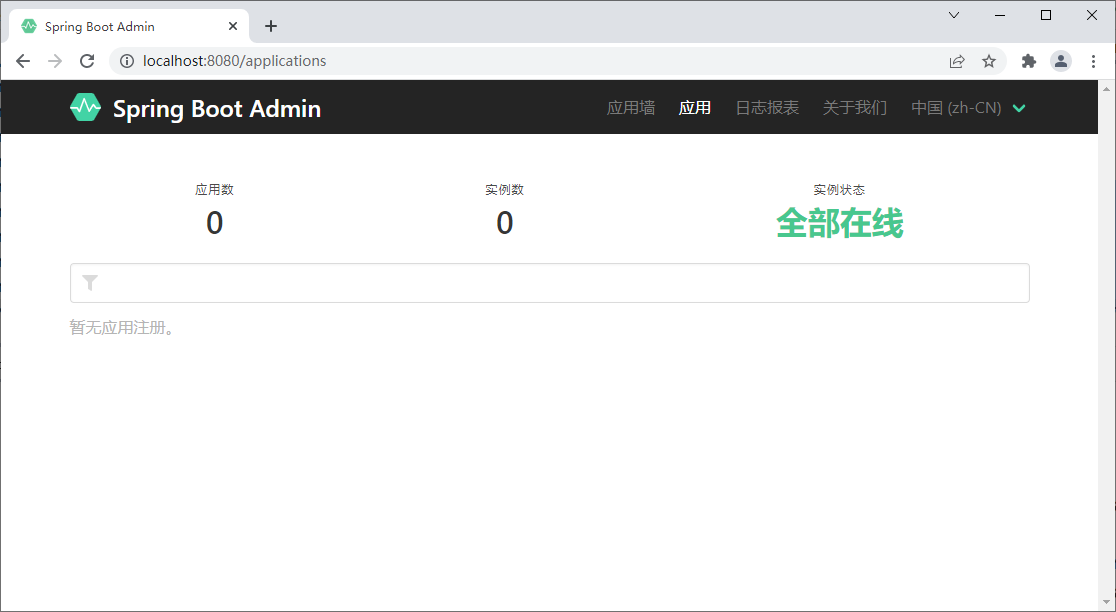 Spring Boot Admin
localhost:8080/applications
Spring Boot Admin 应用墙 应用 日志报表 关于我们 中国 (zh-CN)
应用数 实例数 实例状态
0 0 全部在线
暂无应用注册。